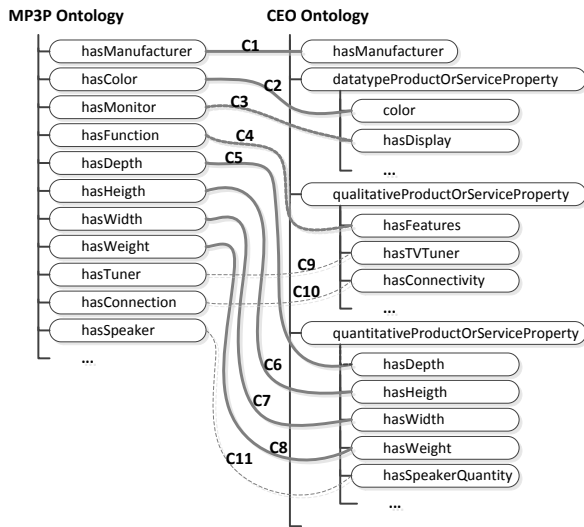 MP3P Ontology
CEO Ontology
hasManufacturer
C1
hasManufacturer
hasColor
C2
datatypeProductOrServiceProperty
hasMonitor
C3
color
hasFunction
C4
hasDisplay
hasDepth
C5
...
hasHeigth
qualitativeProductOrServiceProperty
hasWidth
hasFeatures
hasWeight
hasTVTuner
hasTuner
C9
hasConnectivity
hasConnection
C10
...
hasSpeaker
quantitativeProductOrServiceProperty
...
hasDepth
C6
hasHeigth
C7
hasWidth
C8
hasWeight
C11
hasSpeakerQuantity
...